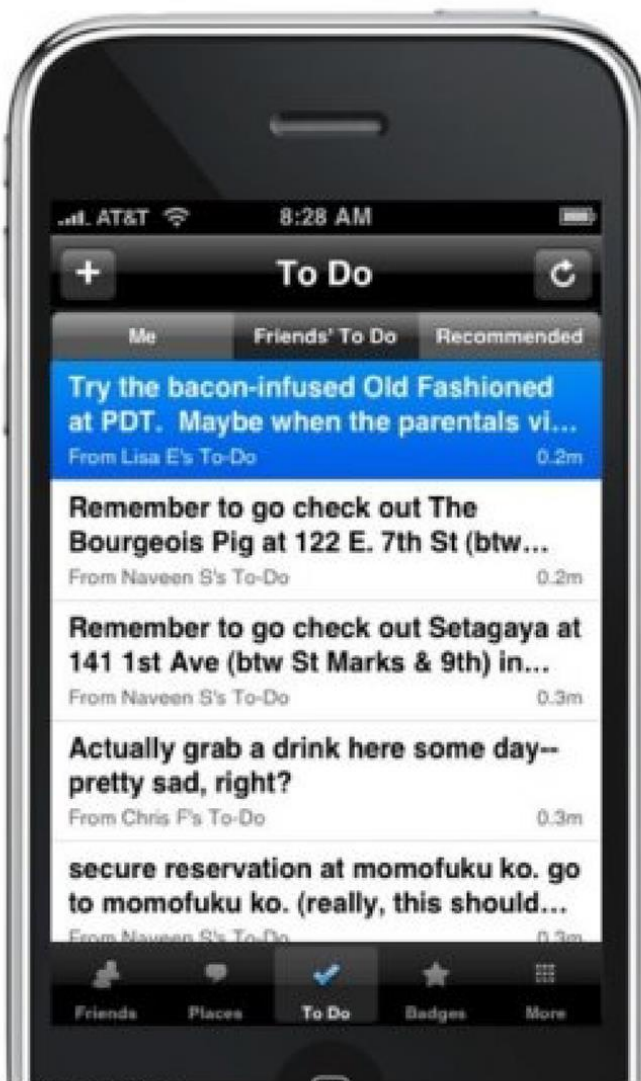 AT&T 8:28 AM
To Do
Me Friends' To Do Recommended
Try the bacon-infused Old Fashioned
at PDT. Maybe when the parentals vi...
From Lisa E's To-Do 0.2m
Remember to go check out The
Bourgeois Pig at 122 E. 7th St (btw...
From Naveen S's To-Do 0.2m
Remember to go check out Setagaya at
141 1st Ave (btw St Marks & 9th) in...
From Naveen S's To-Do 0.3m
Actually grab a drink here some day--
pretty sad, right?
From Chris F's To-Do 0.3m
secure reservation at momofuku ko. go
to momofuku ko. (really, this should...
From Naveen S's To-Do 0.3m
Friends Places To Do Badges More